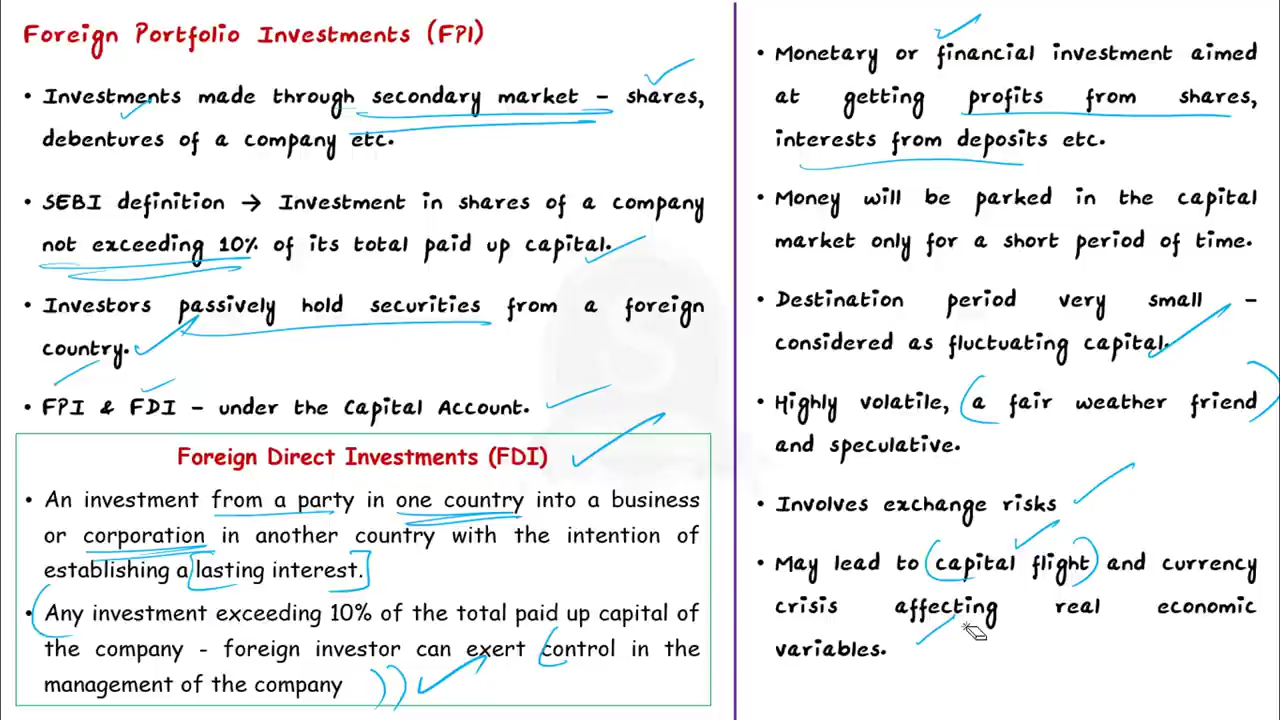 Foreign Portfolio Investments (FPI)
• Investments made through secondary market – shares,
debentures of a company etc.
• SEBI definition → Investment in shares of a company
not exceeding 10% of its total paid up capital.
• Investors passively hold securities from a foreign
country.
• FPI & FDI – under the Capital Account.
Foreign Direct Investments (FDI)
• An investment from a party in one country into a business
or corporation in another country with the intention of
establishing a lasting interest.
• Any investment exceeding 10% of the total paid up capital of
the company - foreign investor can exert control in the
management of the company
• Monetary or financial investment aimed
at getting profits from shares,
interests from deposits etc.
• Money will be parked in the capital
market only for a short period of time.
• Destination period very small –
considered as fluctuating capital.
• Highly volatile, a fair weather friend
and speculative.
• Involves exchange risks
• May lead to capital flight and currency
crisis affecting real economic
variables.